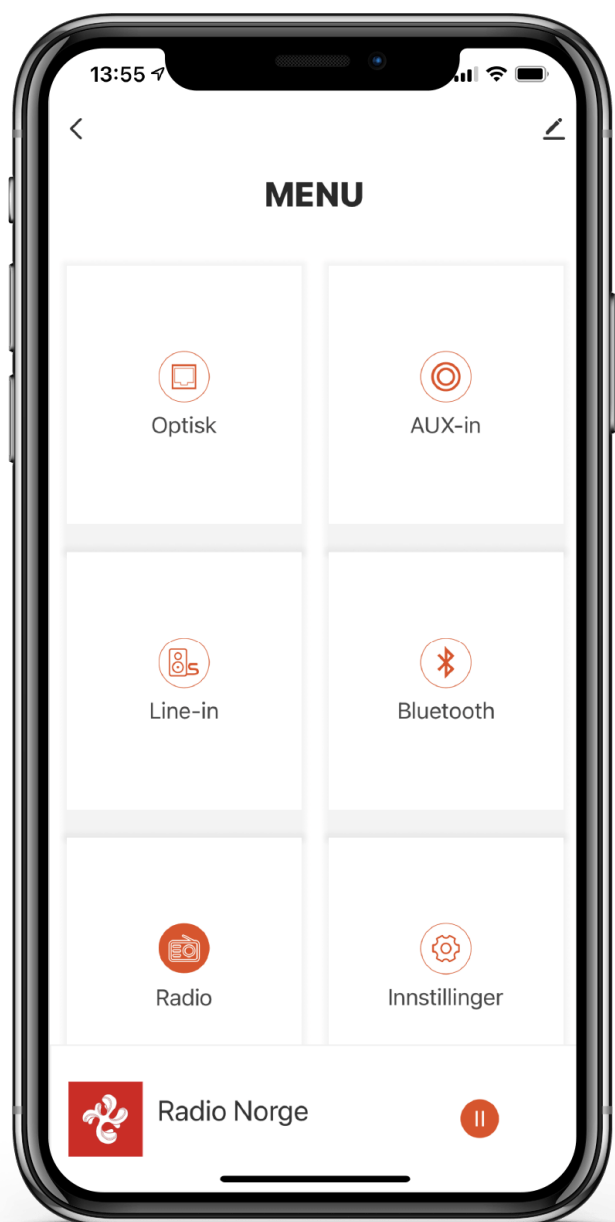 13:55
MENU
Optisk
AUX-in
Line-in
Bluetooth
Radio
Innstillinger
Radio Norge